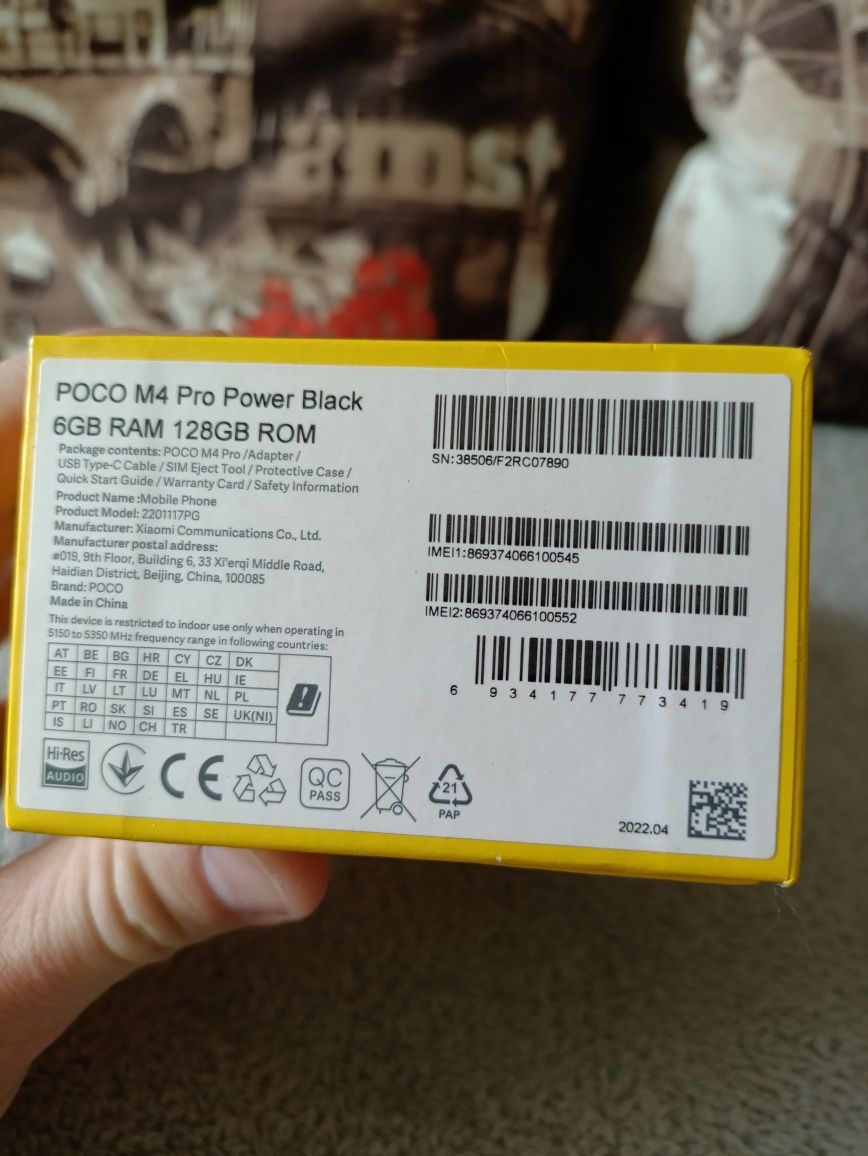 POCO M4 Pro Power Black
6GB RAM 128GB ROM
Package contents: POCO M4 Pro /Adapter /
USB Type-C Cable / SIM Eject Tool / Protective Case /
Quick Start Guide / Warranty Card / Safety Information
Product Name :Mobile Phone
Product Model: 2201117PG
Manufacturer: Xiaomi Communications Co., Ltd.
Manufacturer postal address:
#019, 9th Floor, Building 6, 33 Xi'erqi Middle Road,
Haidian District, Beijing, China, 100085
Brand: POCO
Made in China
This device is restricted to indoor use only when operating in
5150 to 5350 MHz frequency range in following countries:
AT BE BG HR CY CZ DK
EE FI FR DE EL HU IE
IT LV LT LU MT NL PL
PT RO SK SI ES SE UK(NI)
IS LI NO CH TR
Hi-Res
AUDIO
CE
QC
PASS
21
PAP
SN:38506/F2RC07890
IMEI1:869374066100545
IMEI2:869374066100552
6 934177 773419
2022.04